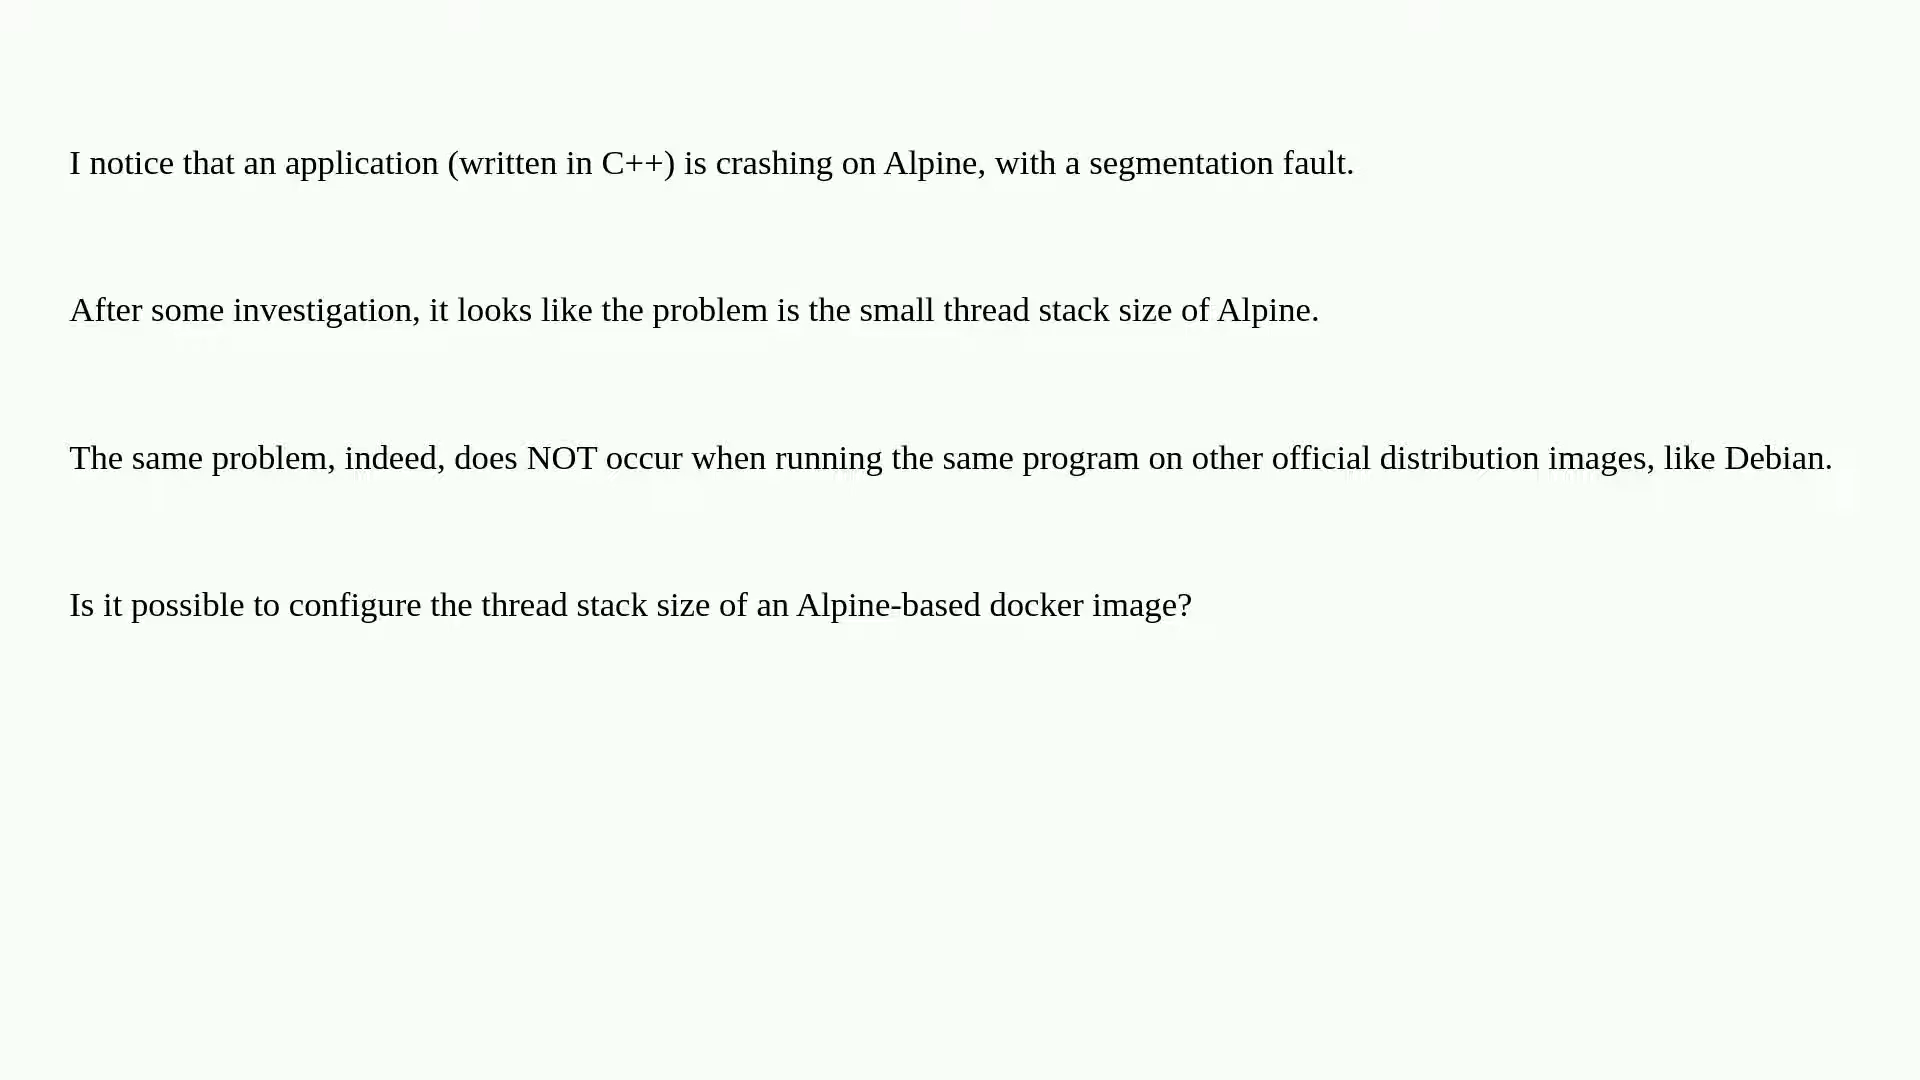 I notice that an application (written in C++) is crashing on Alpine, with a segmentation fault.
After some investigation, it looks like the problem is the small thread stack size of Alpine.
The same problem, indeed, does NOT occur when running the same program on other official distribution images, like Debian.
Is it possible to configure the thread stack size of an Alpine-based docker image?